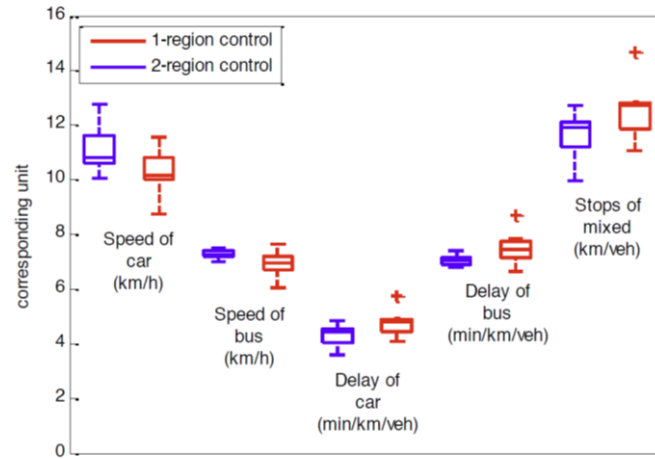 16
14
12
10
8
6
4
2
0
corresponding unit
1-region control
2-region control
Speed of
car
(km/h)
Speed of
bus
(km/h)
Delay of
car
(min/km/veh)
Delay of
bus
(min/km/veh)
Stops of
mixed
(km/veh)